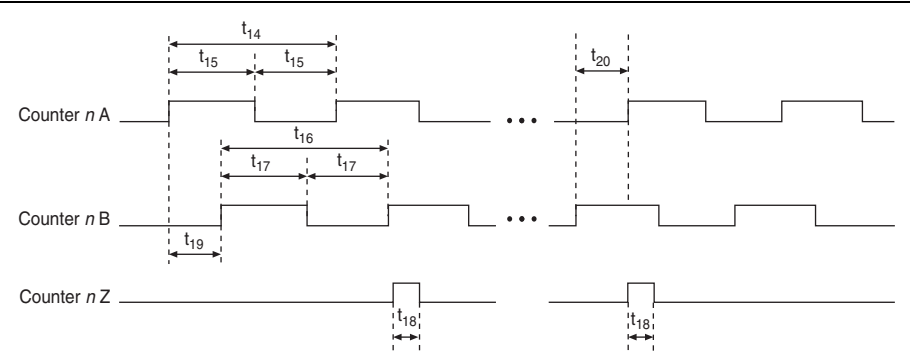 t14
t15 t15 t20
Counter n A
t16
t17 t17
Counter n B
t19
Counter n Z
t18 t18